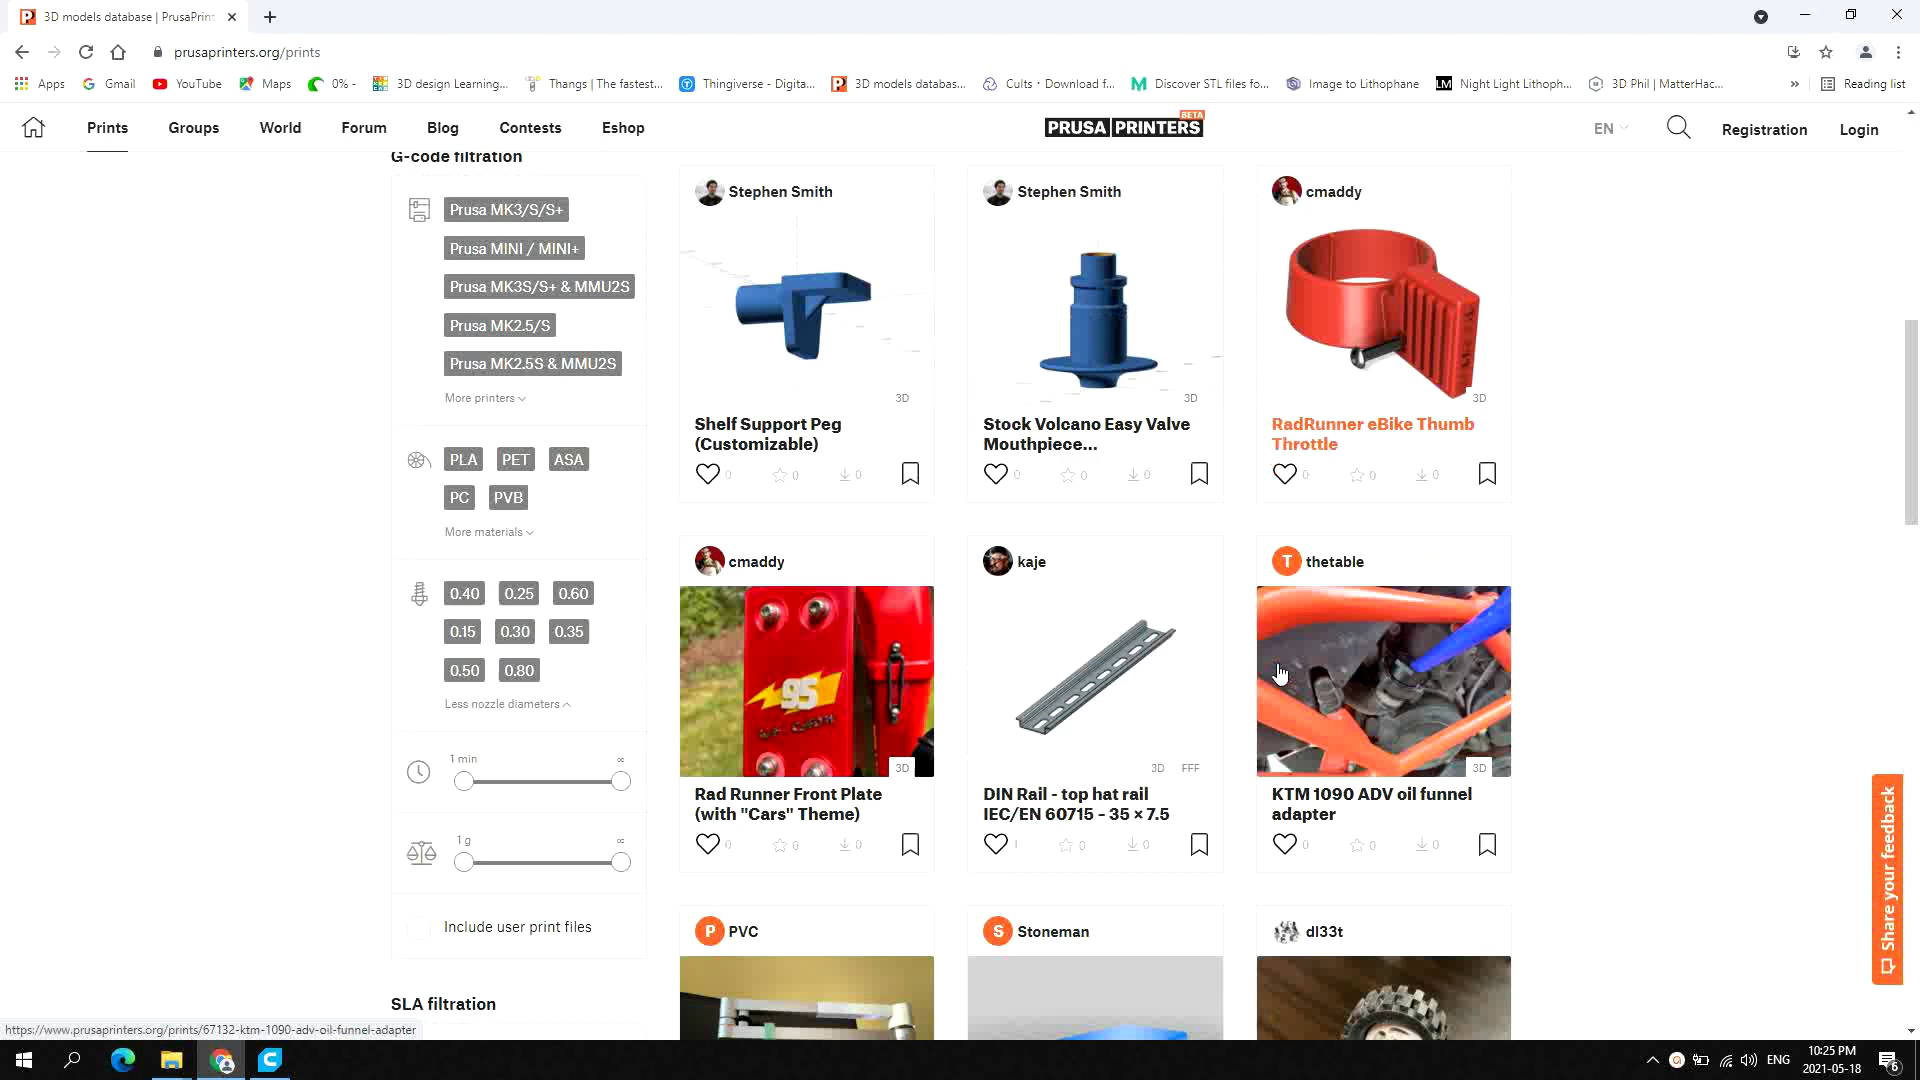 3D models database | PrusaPrint
prusaprinters.org/prints
Apps
Gmail
YouTube
Maps
0% -
3D design Learning...
Thangs | The fastest...
Thingiverse - Digita...
3D models databas...
Cults · Download f...
Discover STL files fo...
Image to Lithophane
Night Light Lithoph...
3D Phil | MatterHac...
»
Reading list
Prints
Groups
World
Forum
Blog
Contests
Eshop
PRUSA PRINTERS
BETA
EN
Registration
Login
G-code filtration
Prusa MK3/S/S+
Prusa MINI / MINI+
Prusa MK3S/S+ & MMU2S
Prusa MK2.5/S
Prusa MK2.5S & MMU2S
More printers
PLA PET ASA
PC PVB
More materials
0.40 0.25 0.60
0.15 0.30 0.35
0.50 0.80
Less nozzle diameters
1 min ∞
1 g ∞
Include user print files
SLA filtration
Stephen Smith
3D
Shelf Support Peg
(Customizable)
0 0 0
Stephen Smith
3D
Stock Volcano Easy Valve
Mouthpiece...
0 0 0
cmaddy
3D
RadRunner eBike Thumb
Throttle
0 0 0
cmaddy
95
3D
Rad Runner Front Plate
(with "Cars" Theme)
0 0 0
kaje
3D FFF
DIN Rail - top hat rail
IEC/EN 60715 - 35 × 7.5
1 0 0
T thetable
3D
KTM 1090 ADV oil funnel
adapter
0 0 0
P PVC
S Stoneman
dl33t
Share your feedback
https://www.prusaprinters.org/prints/67132-ktm-1090-adv-oil-funnel-adapter
ENG
10:25 PM
2021-05-18
6